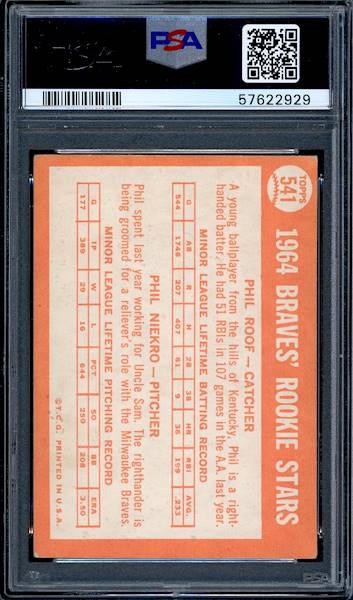 PSA
57622929
TOPPS
541
1964 BRAVES' ROOKIE STARS
PHIL ROOF—CATCHER
A young ballplayer from the hills of Kentucky, Phil is a right-
handed batter. He had 51 RBIs in 107 games in the A.A. last year.
MINOR LEAGUE LIFETIME BATTING RECORD
G AB R H 2B 3B HR RBI AVG.
544 1746 207 407 61 9 36 199 .233
PHIL NIEKRO—PITCHER
Phil spent last year working for Uncle Sam. The righthander is
being groomed for a reliever's role with the Milwaukee Braves.
MINOR LEAGUE LIFETIME PITCHING RECORD
G IP W L PCT. SO BB ERA
177 389 29 16 .644 250 208 3.50
©T.C.G. PRINTED IN U.S.A.